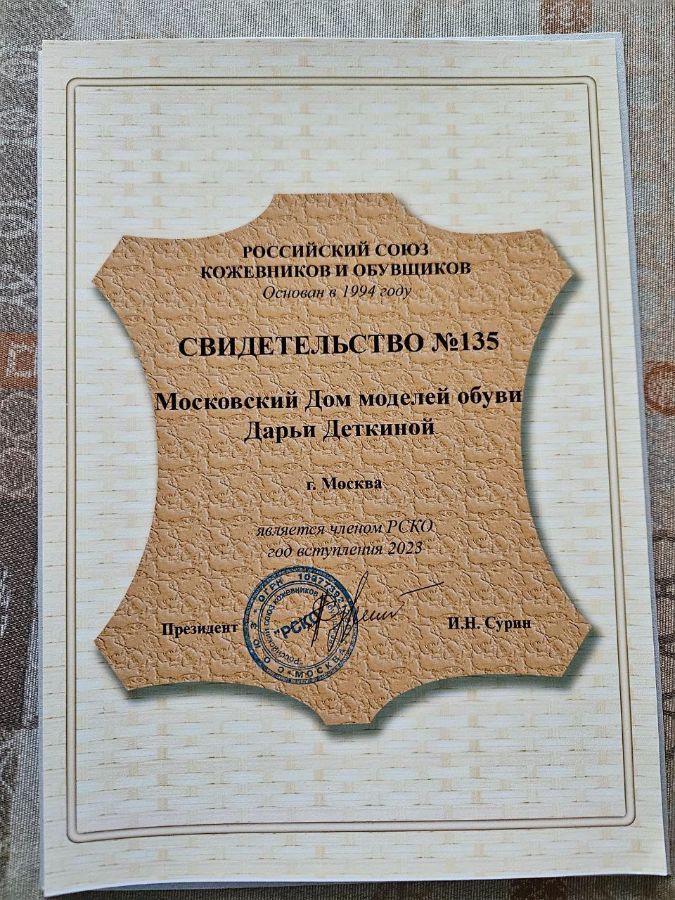 РОССИЙСКИЙ СОЮЗ
КОЖЕВНИКОВ И ОБУВЩИКОВ
Основан в 1994 году
СВИДЕТЕЛЬСТВО №135
Московский Дом моделей обуви
Дарьи Деткиной
г. Москва
является членом РСКО
год вступления 2023
Президент
И.Н. Сурин
"РСКО"
МОСКВА
ОГРН